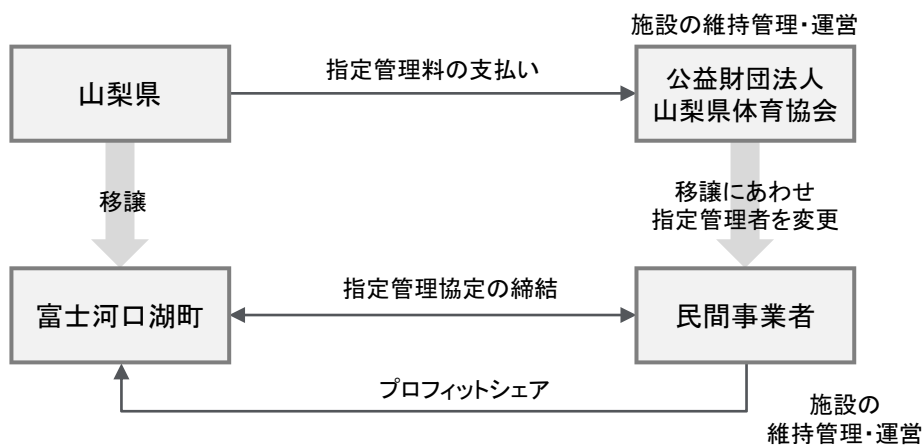 施設の維持管理・運営
山梨県
指定管理料の支払い
公益財団法人
山梨県体育協会
移譲
移譲にあわせ
指定管理者を変更
富士河口湖町
指定管理協定の締結
民間事業者
プロフィットシェア
施設の
維持管理・運営